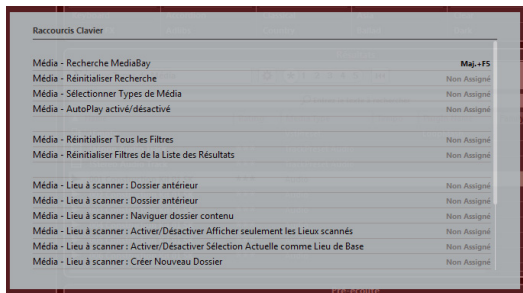 Raccourcis Clavier
Média - Recherche MediaBay Maj.+F5
Média - Réinitialiser Recherche Non Assigné
Média - Sélectionner Types de Média Non Assigné
Média - AutoPlay activé/désactivé Non Assigné
Média - Réinitialiser Tous les Filtres Non Assigné
Média - Réinitialiser Filtres de la Liste des Résultats Non Assigné
Média - Lieu à scanner : Dossier antérieur Non Assigné
Média - Lieu à scanner : Dossier antérieur Non Assigné
Média - Lieu à scanner : Naviguer dossier contenu Non Assigné
Média - Lieu à scanner : Activer/Désactiver Afficher seulement les Lieux scannés Non Assigné
Média - Lieu à scanner : Activer/Désactiver Sélection Actuelle comme Lieu de Base Non Assigné
Média - Lieu à scanner : Créer Nouveau Dossier Non Assigné
Pré-écoute